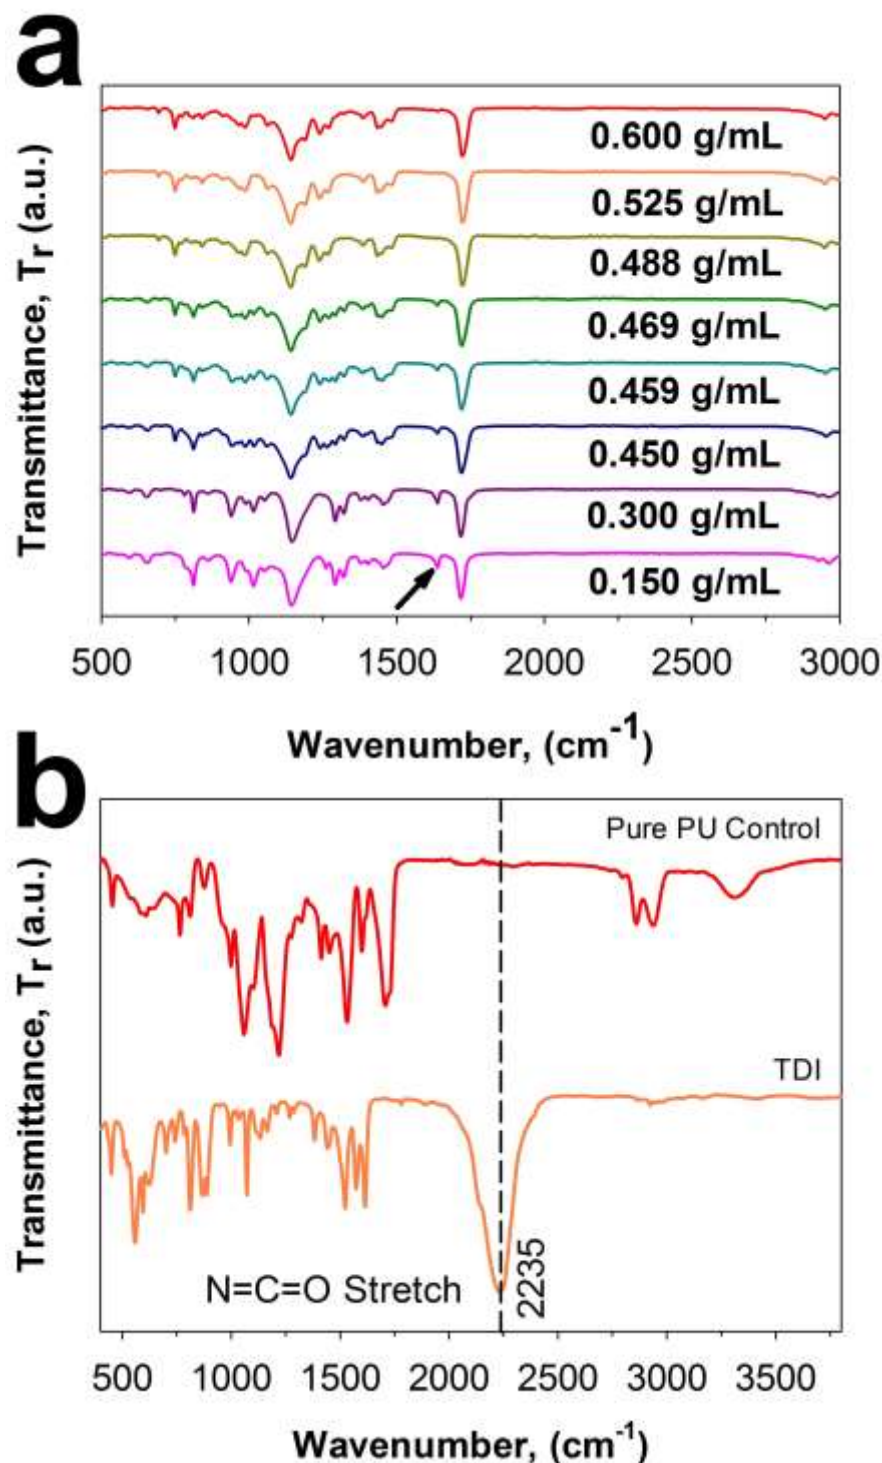 a
Transmittance, Tr (a.u.)
0.600 g/mL
0.525 g/mL
0.488 g/mL
0.469 g/mL
0.459 g/mL
0.450 g/mL
0.300 g/mL
0.150 g/mL
500 1000 1500 2000 2500 3000
Wavenumber, (cm-1)
b
Transmittance, Tr (a.u.)
Pure PU Control
TDI
N=C=O Stretch
2235
500 1000 1500 2000 2500 3000 3500
Wavenumber, (cm-1)